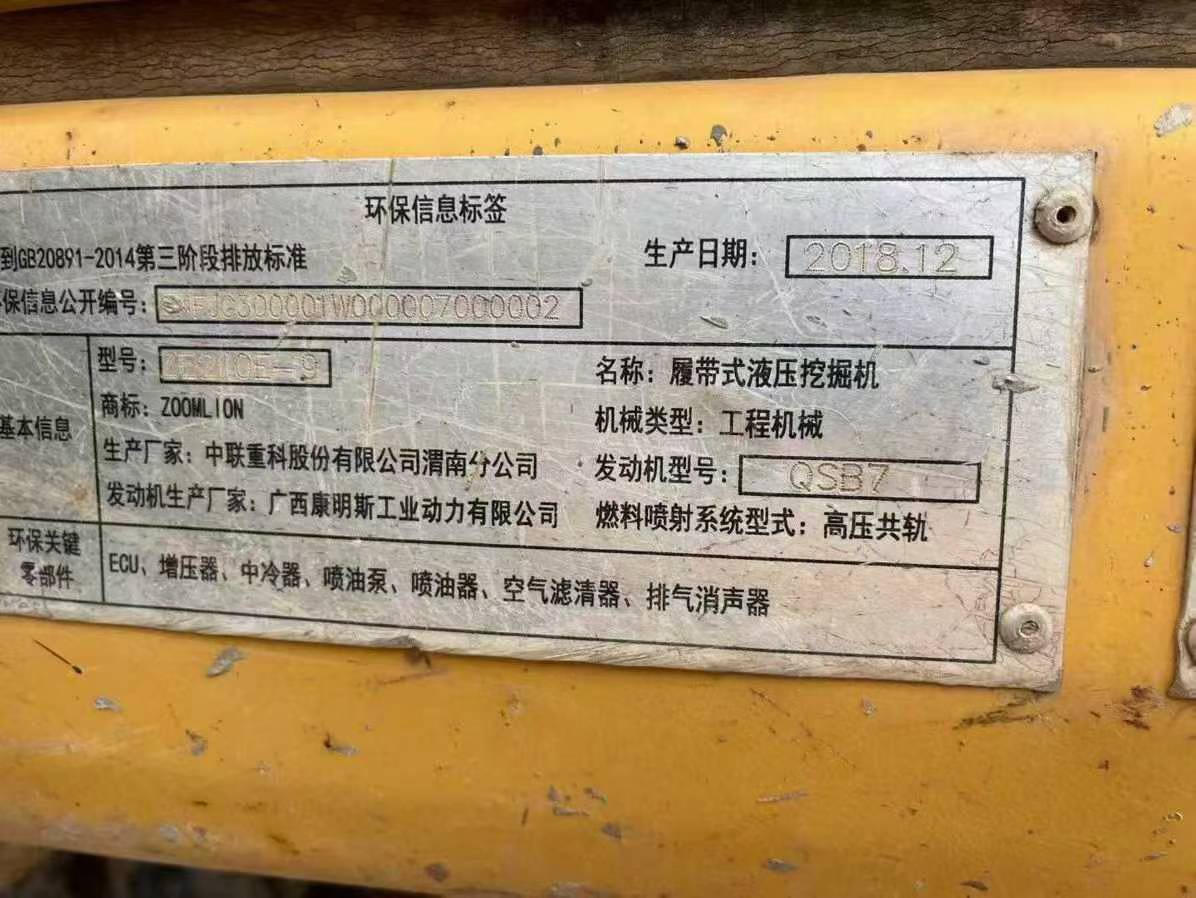 环保信息标签
到GB20891-2014第三阶段排放标准
生产日期: 2018.12
保信息公开编号:
基本信息
型号:
名称: 履带式液压挖掘机
商标: ZOOMLION
机械类型: 工程机械
生产厂家: 中联重科股份有限公司渭南分公司
发动机型号: QSB7
发动机生产厂家: 广西康明斯工业动力有限公司
燃料喷射系统型式: 高压共轨
环保关键
零部件
ECU、增压器、中冷器、喷油泵、喷油器、空气滤清器、排气消声器